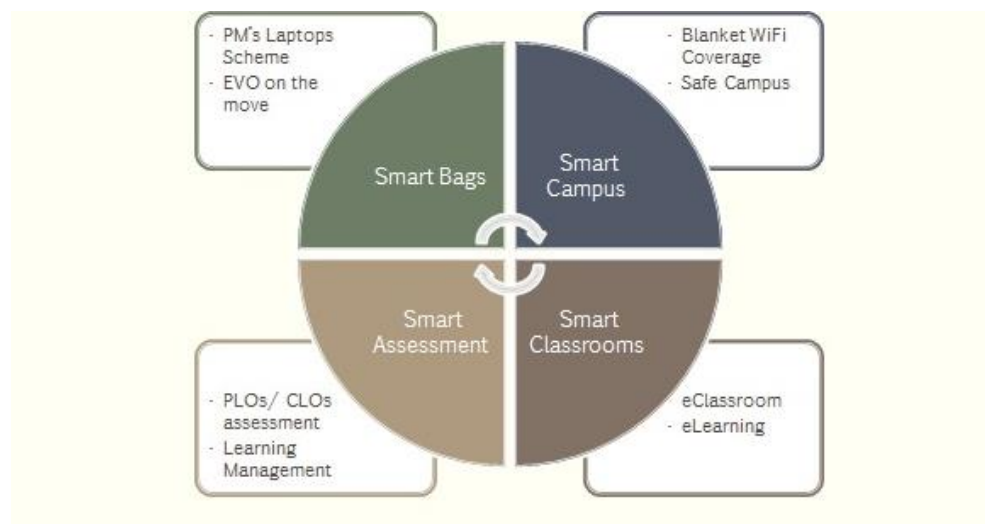 - PM's Laptops
Scheme
- EVO on the
move
- Blanket WiFi
Coverage
- Safe Campus
Smart Bags
Smart
Campus
Smart
Assessment
Smart
Classrooms
- PLOs/ CLOs
assessment
- Learning
Management
eClassroom
- eLearning